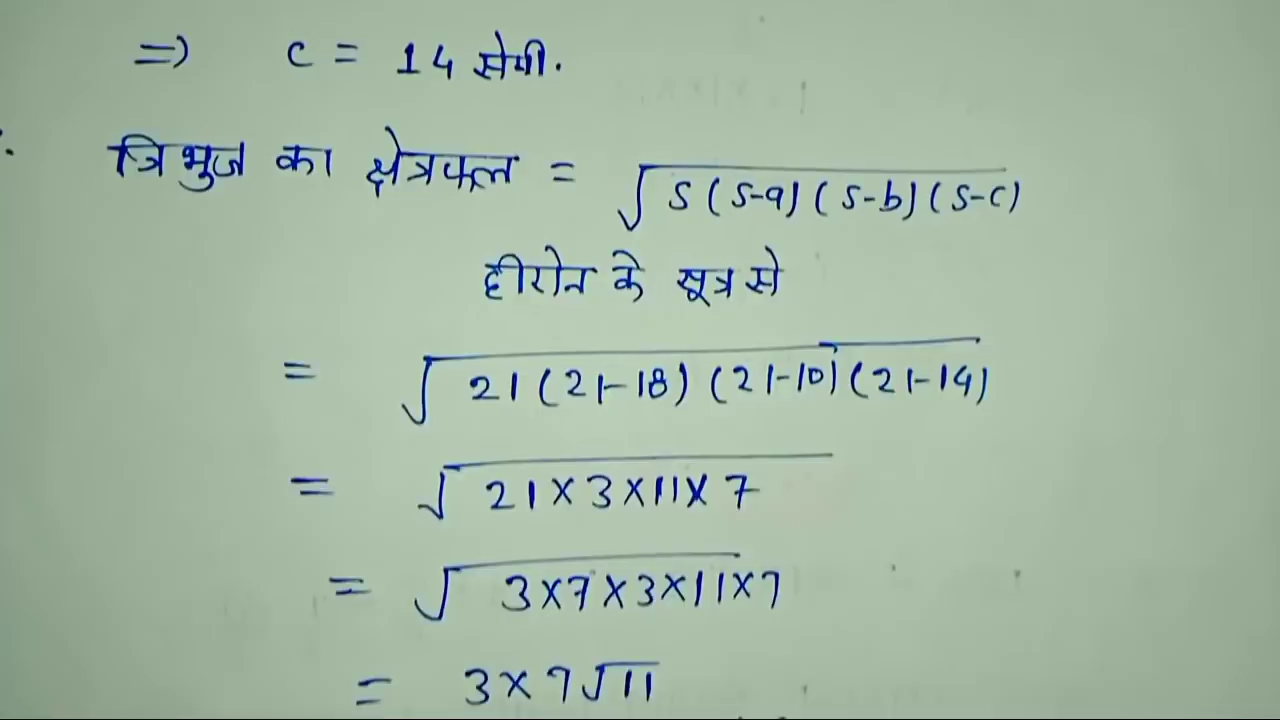 => c = 14 सेमी.
त्रिभुज का क्षेत्रफल = √s(s-a)(s-b)(s-c)
हीरोन के सूत्र से
= √21(21-18)(21-10)(21-14)
= √21×3×11×7
= √3×7×3×11×7
= 3×7√11